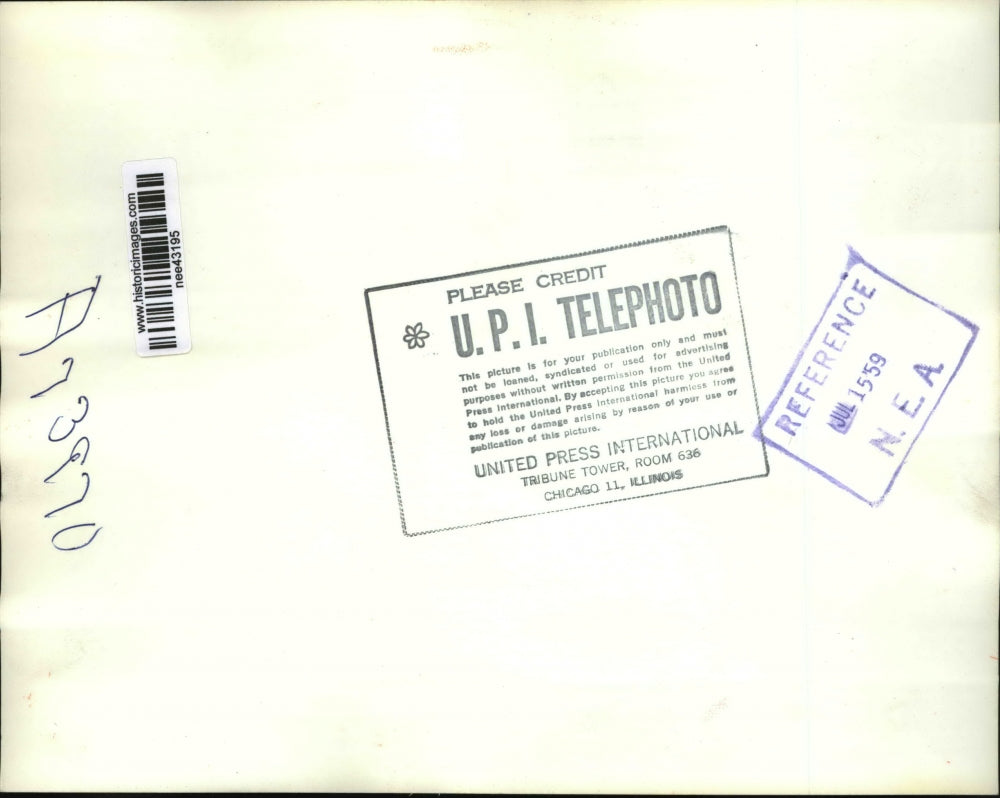 www.historicimages.com
nee43195
PLEASE CREDIT
U. P. I. TELEPHOTO
This picture is for your publication only and must
not be loaned, syndicated or used for advertising
purposes without written permission from the United
Press International. By accepting this picture you agree
to hold the United Press International harmless from
any loss or damage arising by reason of your use or
publication of this picture.
UNITED PRESS INTERNATIONAL
TRIBUNE TOWER, ROOM 636
CHICAGO 11, ILLINOIS
REFERENCE
JUL 15 '59
N. E. A.